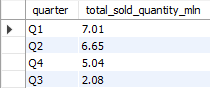 quarter total_sold_quantity_mln
Q1 7.01
Q2 6.65
Q4 5.04
Q3 2.08